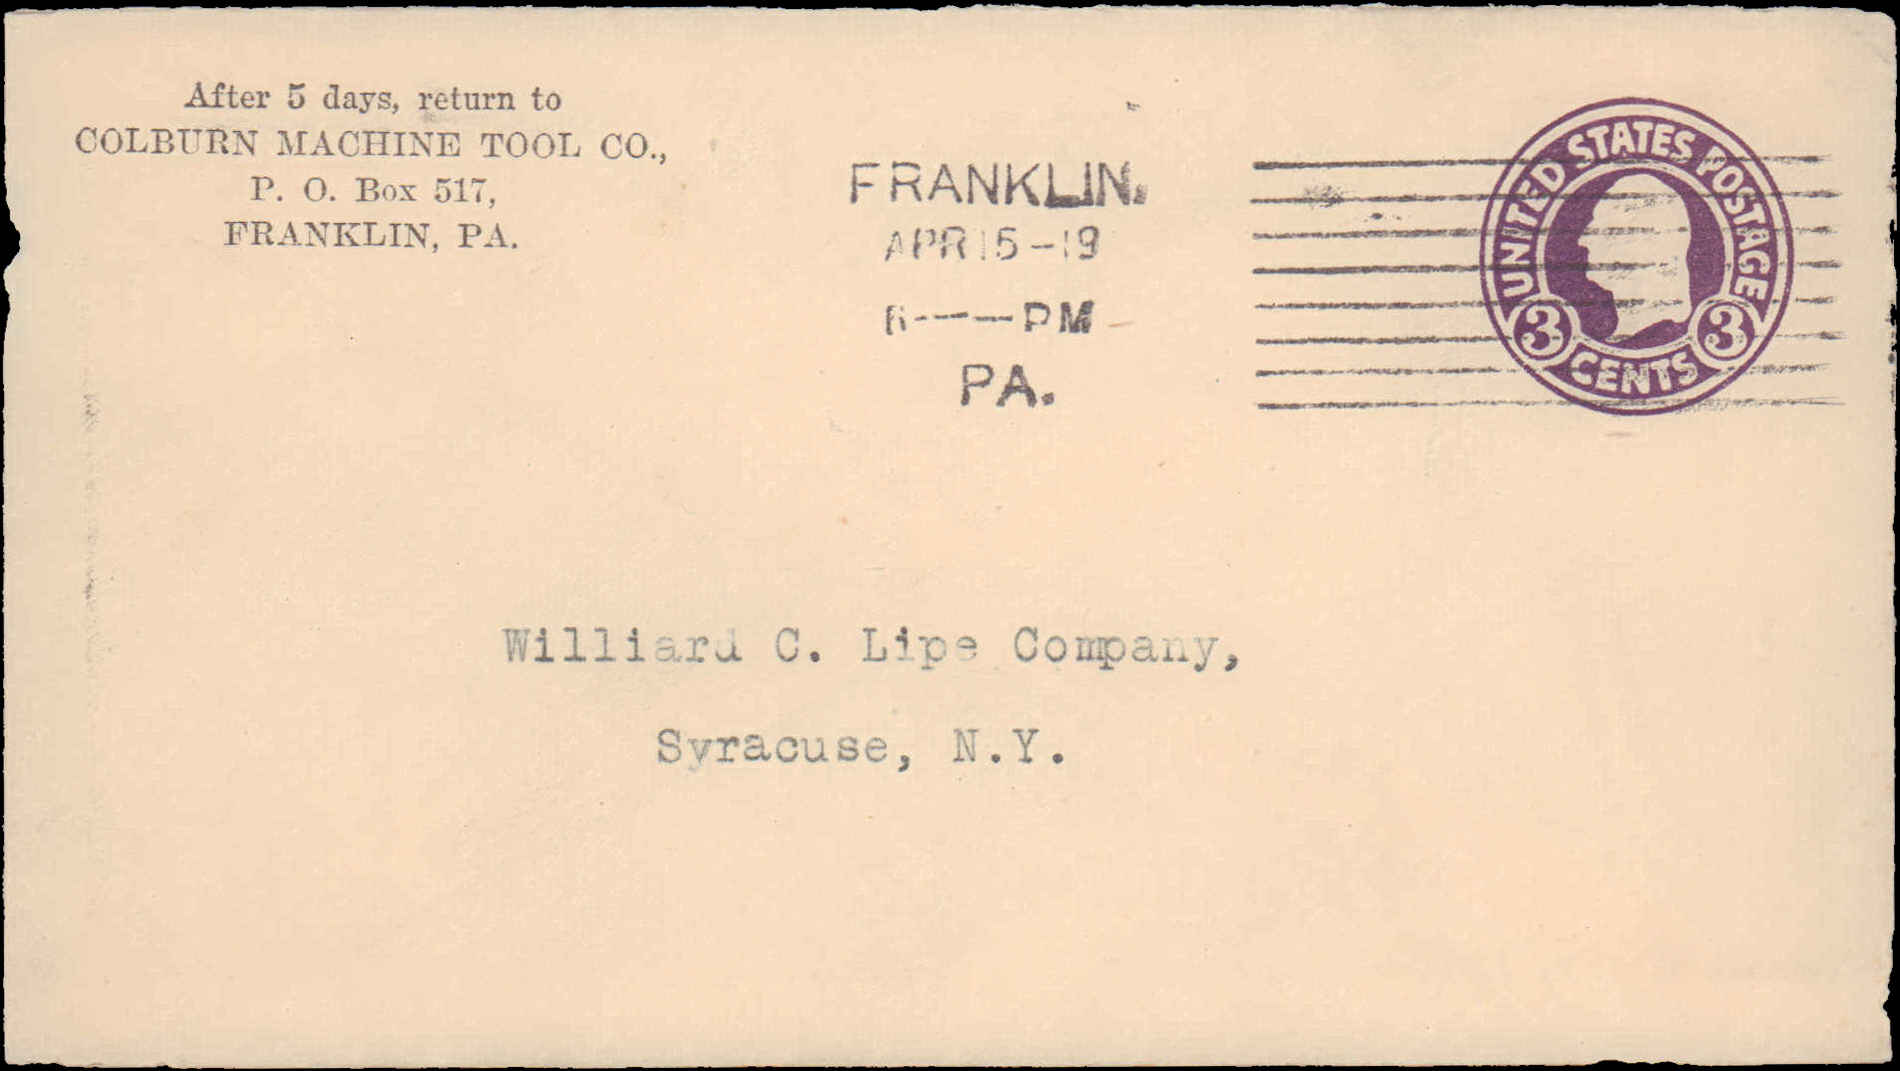 After 5 days, return to
COLBURN MACHINE TOOL CO.,
P. O. Box 517,
FRANKLIN, PA.
FRANKLIN.
APR 15-19
6---PM
PA.
UNITED STATES POSTAGE
3 CENTS 3
Williard C. Lipe Company,
Syracuse, N.Y.